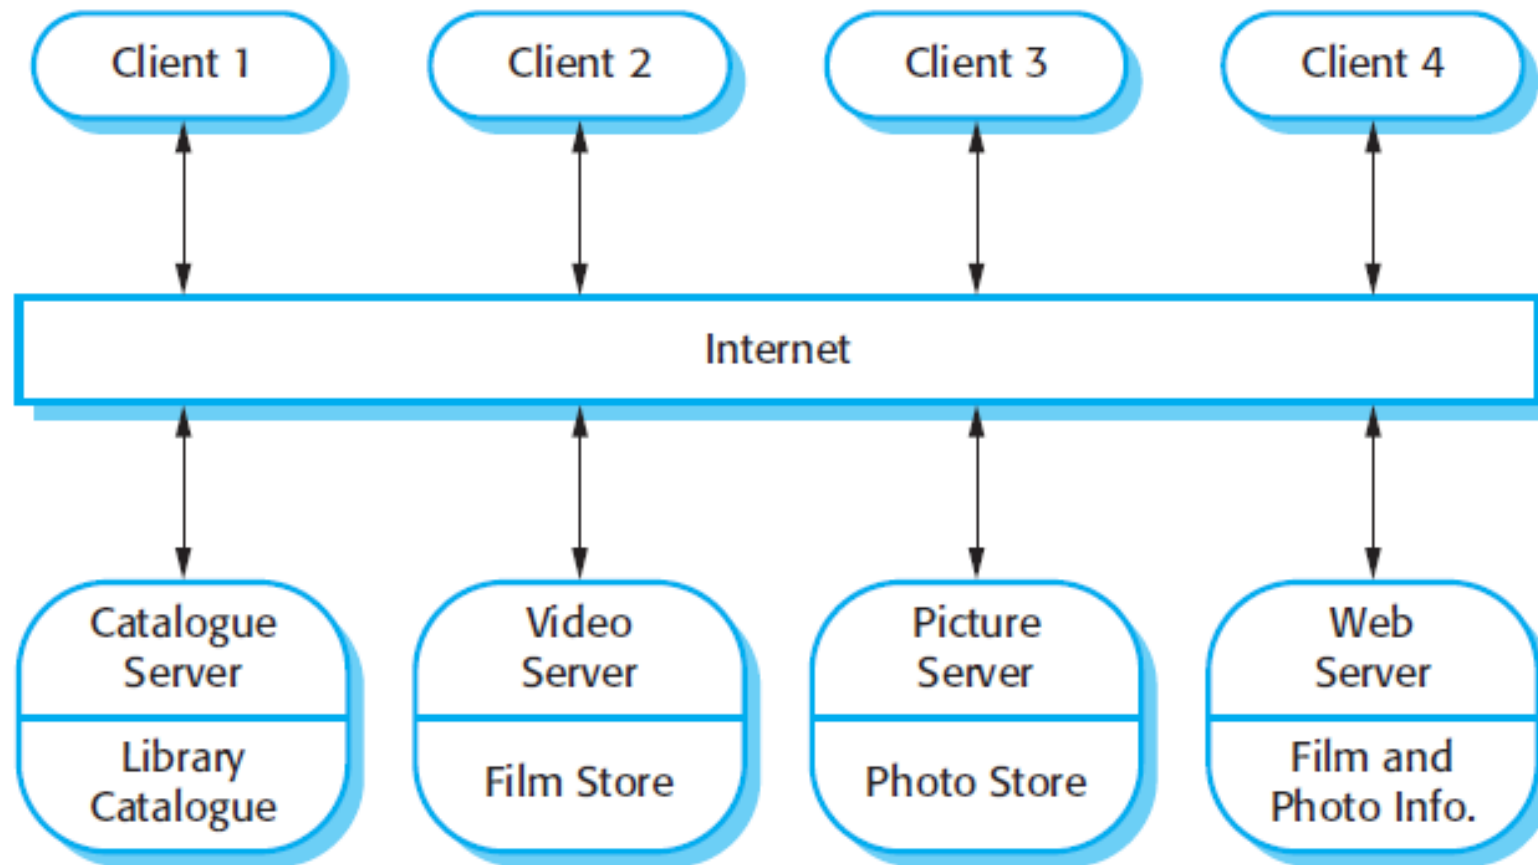 Client 1
Client 2
Client 3
Client 4
Internet
Catalogue
Server
Library
Catalogue
Video
Server
Film Store
Picture
Server
Photo Store
Web
Server
Film and
Photo Info.